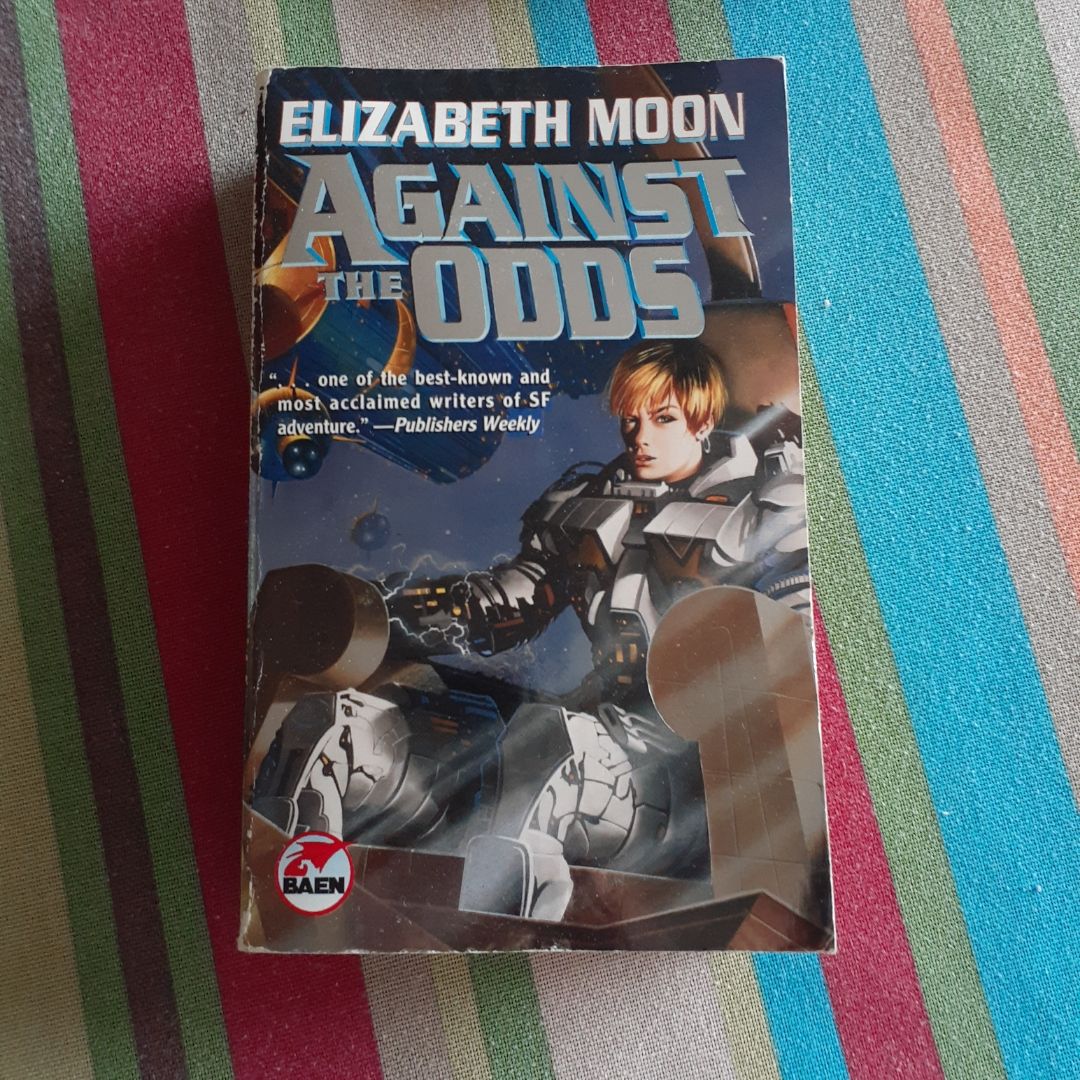 ELIZABETH MOON
AGAINST
THE ODDS
". . . one of the best-known and
most acclaimed writers of SF
adventure." —Publishers Weekly
BAEN